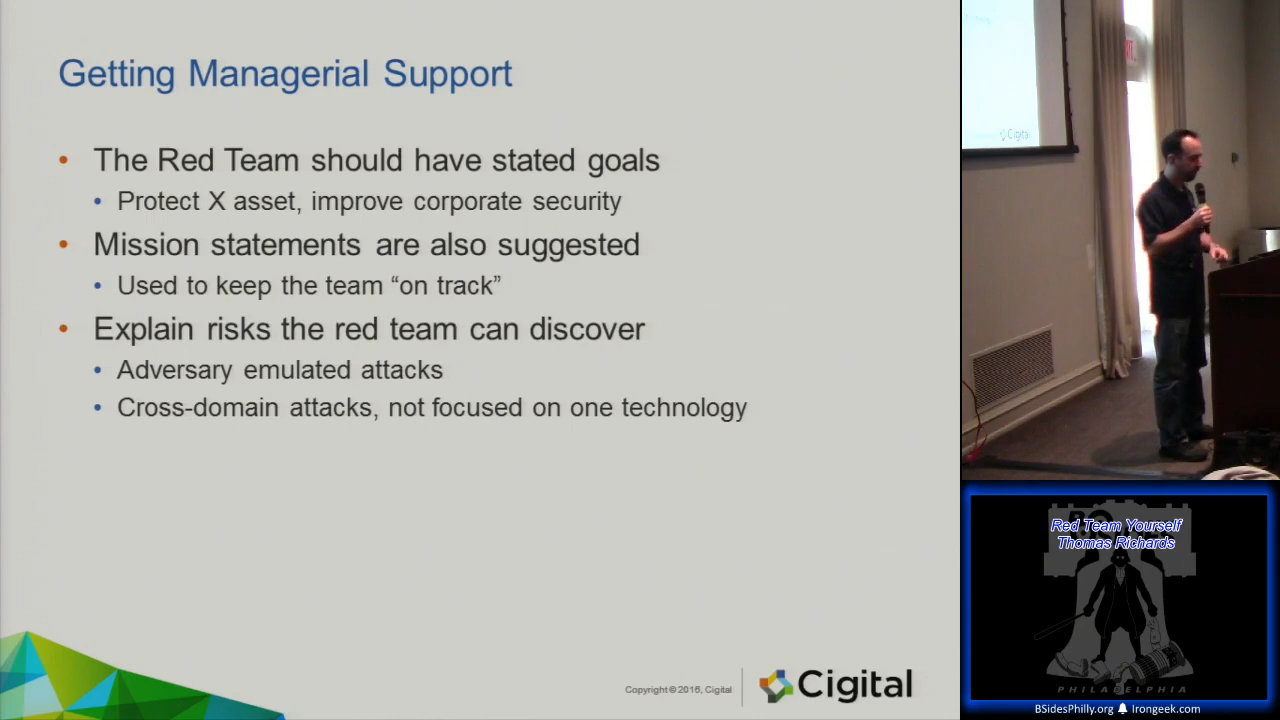 Getting Managerial Support
• The Red Team should have stated goals
• Protect X asset, improve corporate security
• Mission statements are also suggested
• Used to keep the team “on track”
• Explain risks the red team can discover
• Adversary emulated attacks
• Cross-domain attacks, not focused on one technology
Copyright © 2016, Cigital
Cigital
Cigital
Red Team Yourself
Thomas Richards
PHILADELPHIA
BSidesPhilly.org Irongeek.com